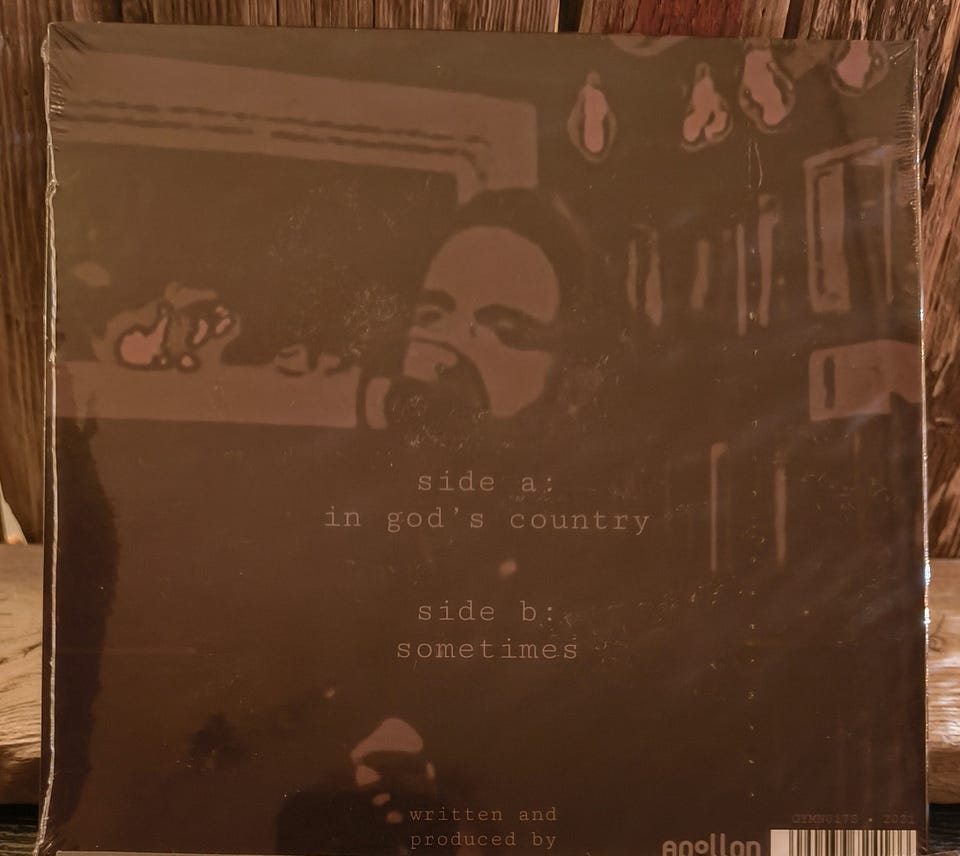 side a:
in god's country
side b:
sometimes
written and
produced by
apollon
GYMN017S • 2021